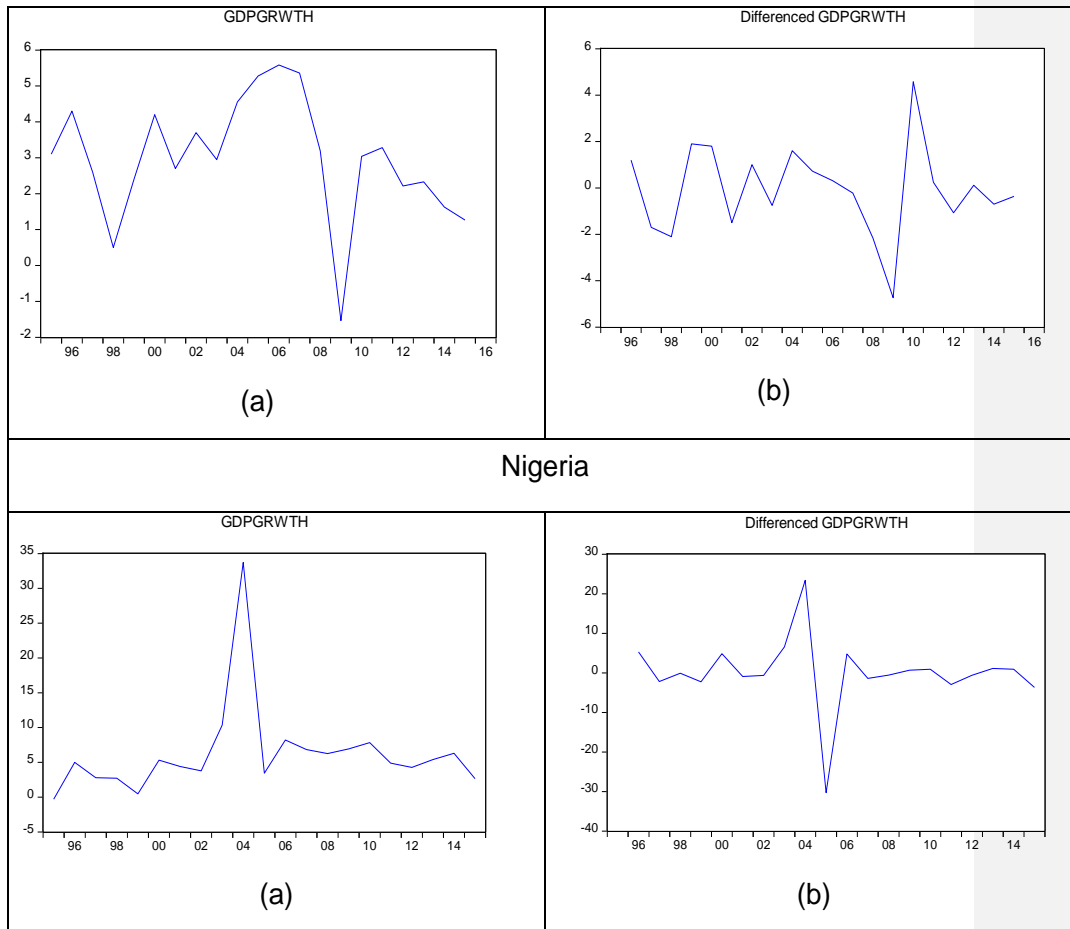 GDPGRWTH
6
5
4
3
2
1
0
-1
-2
96 98 00 02 04 06 08 10 12 14 16
(a)
Differenced GDPGRWTH
6
4
2
0
-2
-4
-6
96 98 00 02 04 06 08 10 12 14 16
(b)
Nigeria
GDPGRWTH
35
30
25
20
15
10
5
0
-5
96 98 00 02 04 06 08 10 12 14
(a)
Differenced GDPGRWTH
30
20
10
0
-10
-20
-30
-40
96 98 00 02 04 06 08 10 12 14
(b)